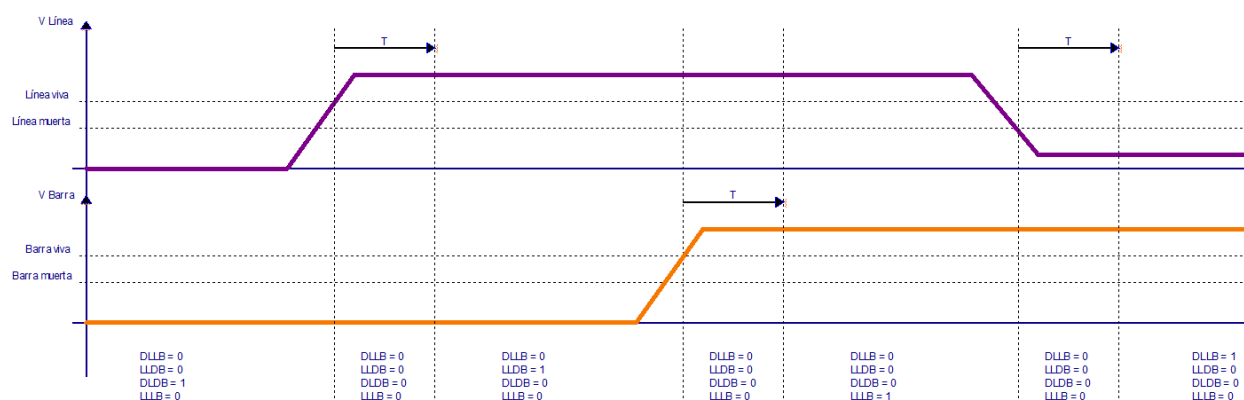 V Línea
T
T
Línea viva
Línea muerta
V Barra
T
Barra viva
Barra muerta
DLLB = 0
LLDB = 0
DLDB = 1
LLLB = 0
DLLB = 0
LLDB = 0
DLDB = 0
LLLB = 0
DLLB = 0
LLDB = 1
DLDB = 0
LLLB = 0
DLLB = 0
LLDB = 0
DLDB = 0
LLLB = 0
DLLB = 0
LLDB = 0
DLDB = 0
LLLB = 1
DLLB = 0
LLDB = 0
DLDB = 0
LLLB = 0
DLLB = 1
LLDB = 0
DLDB = 0
LLLB = 0